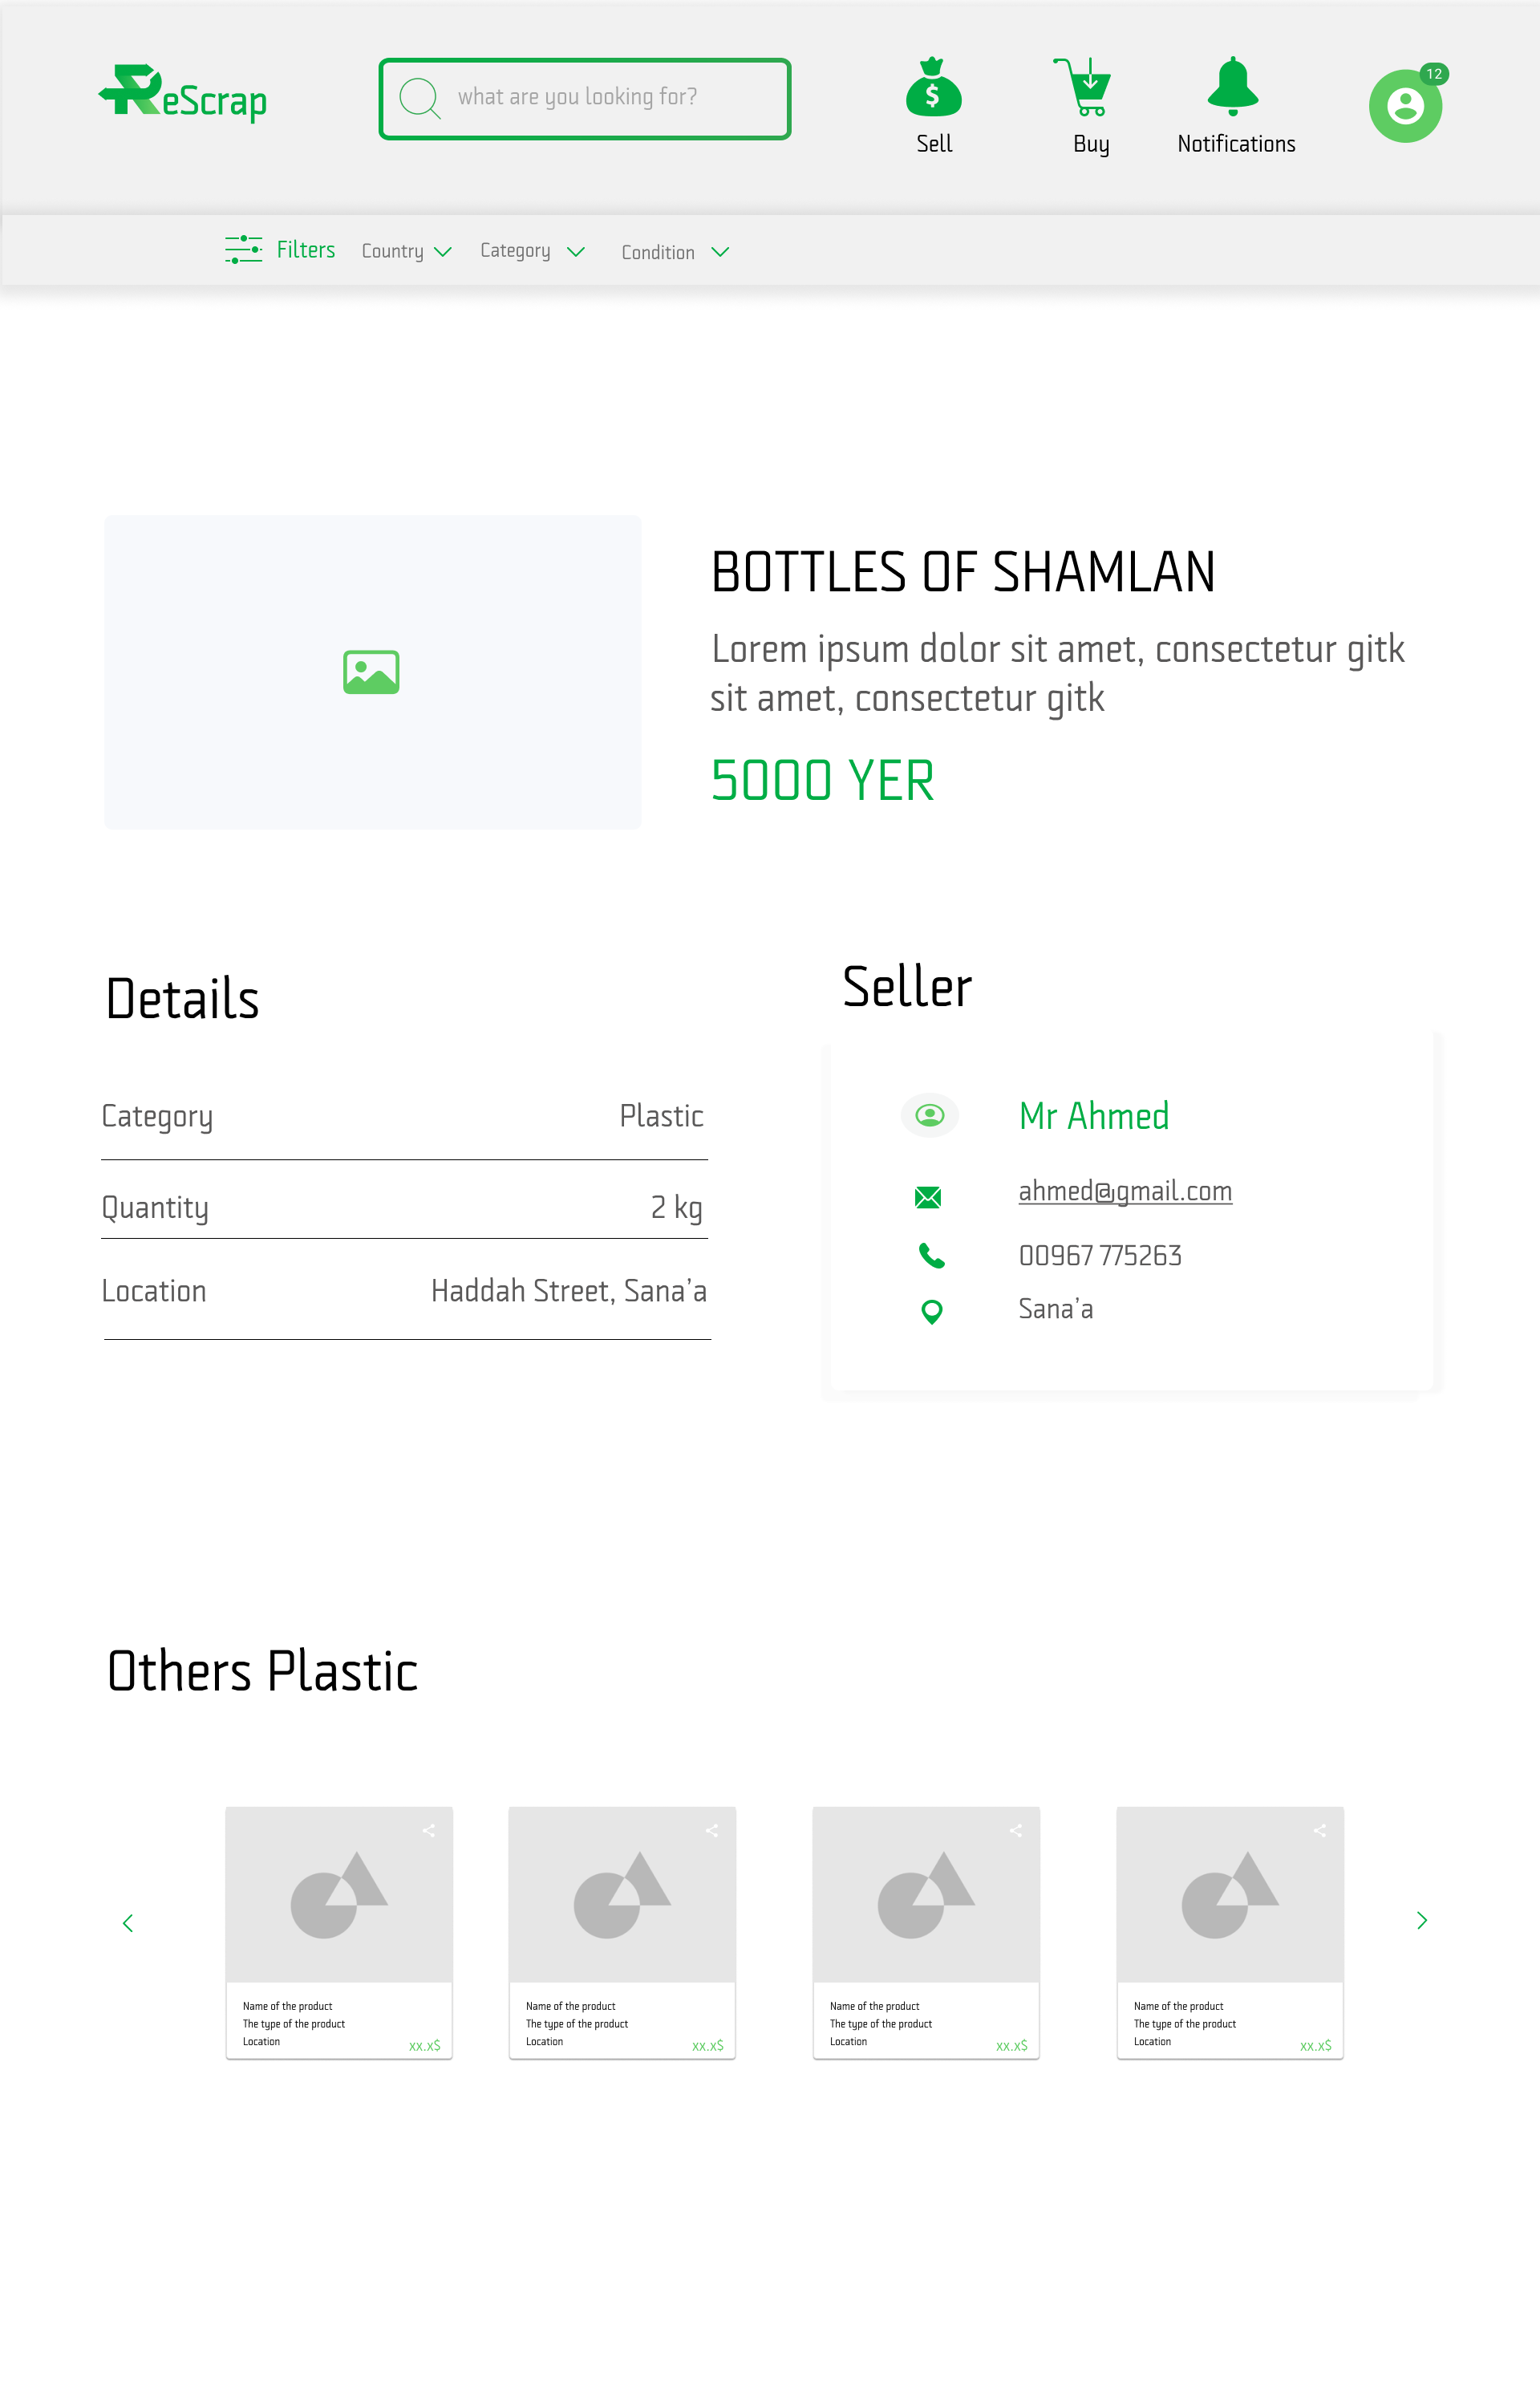 ReScrap
what are you looking for?
Sell
Buy
Notifications
12
Filters
Country
Category
Condition
BOTTLES OF SHAMLAN
Lorem ipsum dolor sit amet, consectetur gitk
sit amet, consectetur gitk
5000 YER
Details
Category Plastic
Quantity 2 kg
Location Haddah Street, Sana’a
Seller
Mr Ahmed
ahmed@gmail.com
00967 775263
Sana’a
Others Plastic
Name of the product
The type of the product
Location
xx.x$
Name of the product
The type of the product
Location
xx.x$
Name of the product
The type of the product
Location
xx.x$
Name of the product
The type of the product
Location
xx.x$